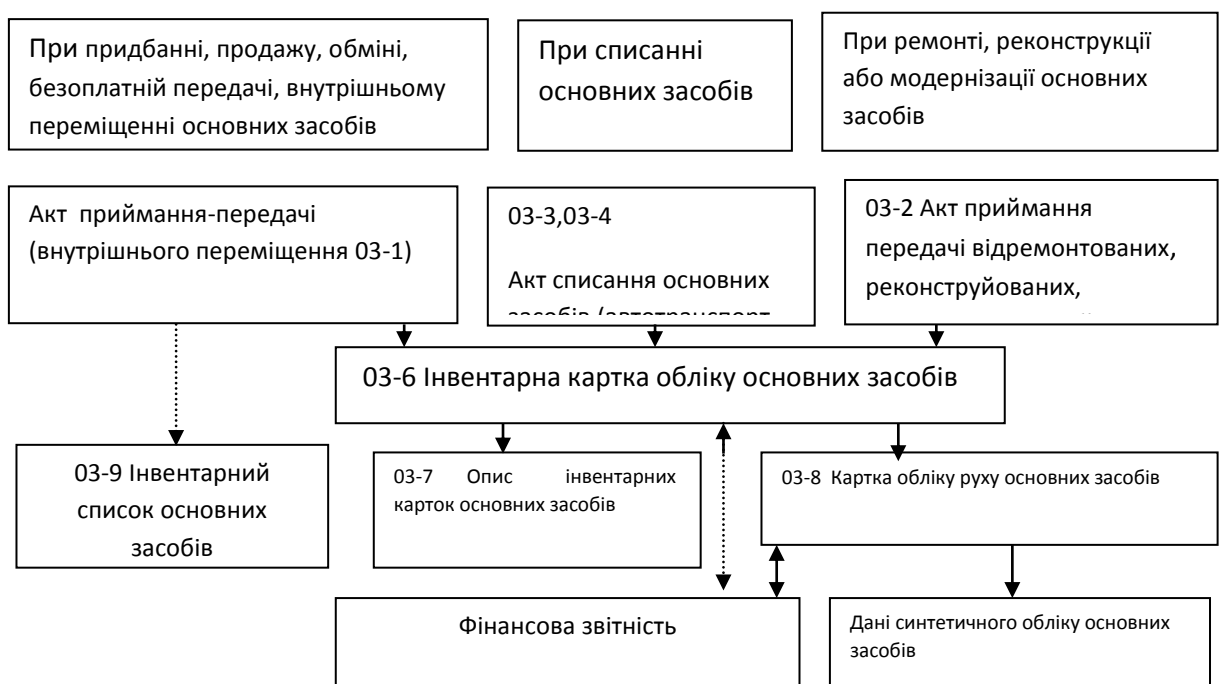 При придбанні, продажу, обміні,
безоплатній передачі, внутрішньому
переміщенні основних засобів
При списанні
основних засобів
При ремонті, реконструкції
або модернізації основних
засобів
Акт приймання-передачі
(внутрішнього переміщення 03-1)
03-3,03-4
Акт списання основних
засобів (автотранспорт
03-2 Акт приймання
передачі відремонтованих,
реконструйованих,
03-6 Інвентарна картка обліку основних засобів
03-9 Інвентарний
список основних
засобів
03-7 Опис інвентарних
карток основних засобів
03-8 Картка обліку руху основних засобів
Фінансова звітність
Дані синтетичного обліку основних
засобів